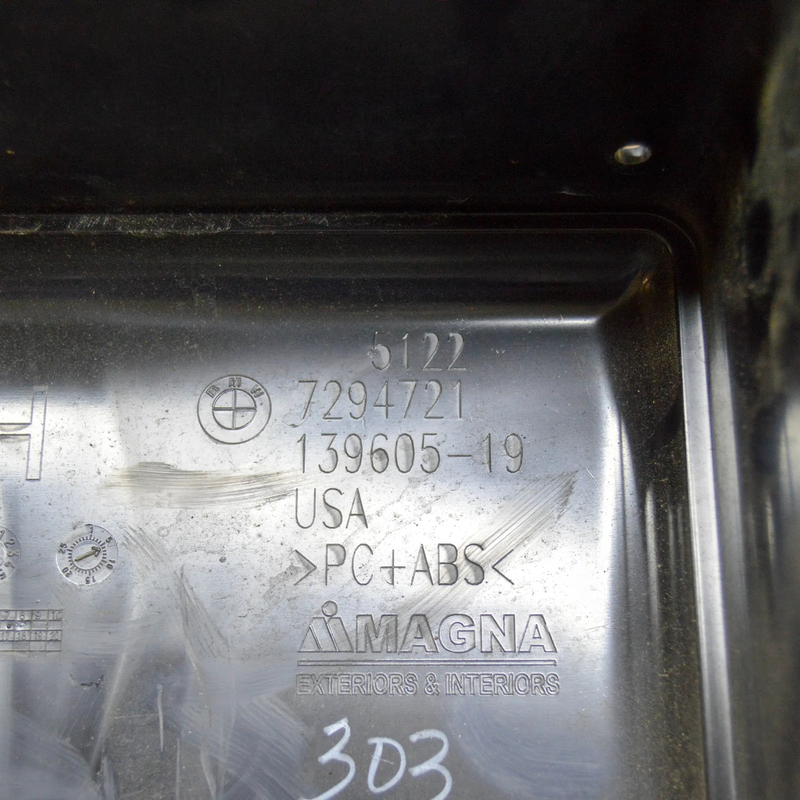 5122
7294721
139605-19
USA
>PC+ABS<
MAGNA
EXTERIORS & INTERIORS
303